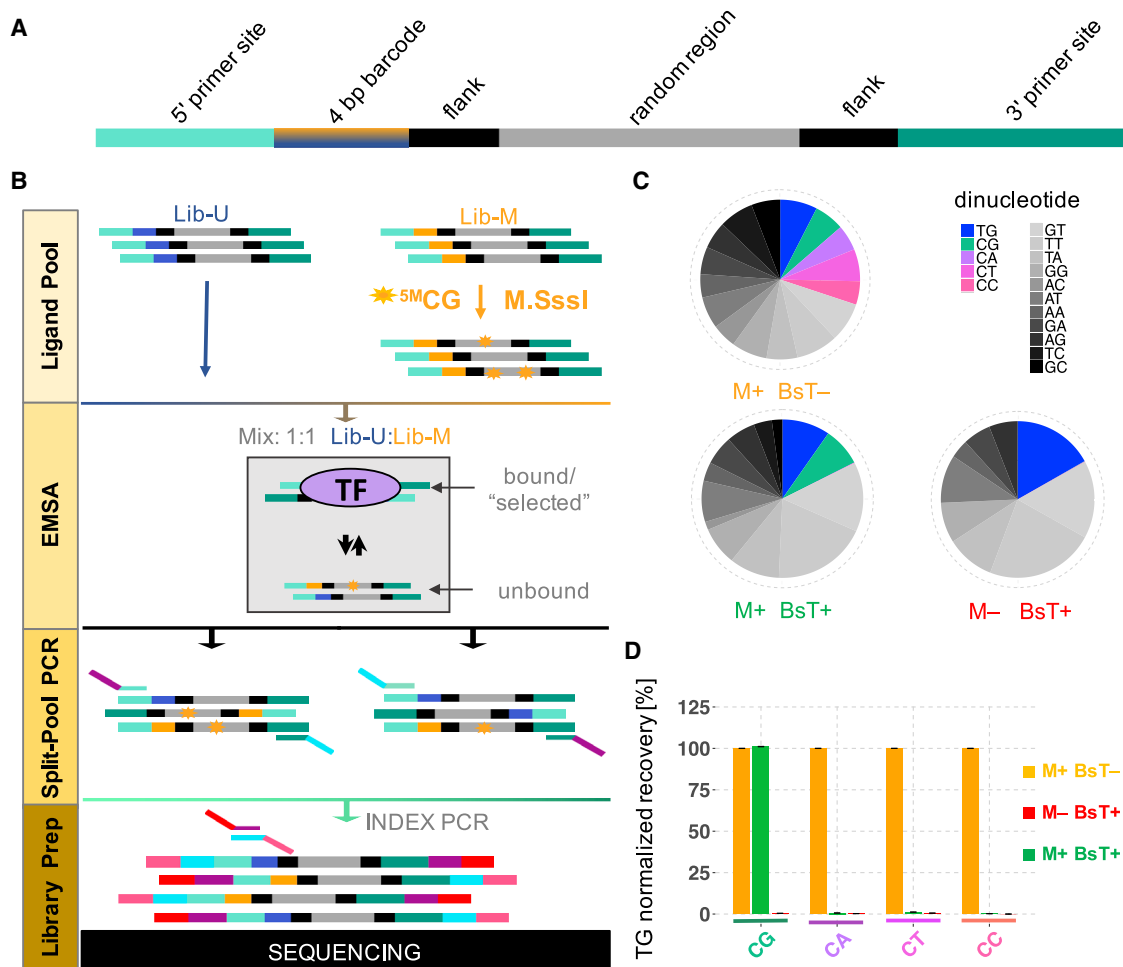 A
5' primer site
4 bp barcode
flank
random region
flank
3' primer site
B
Ligand Pool
Lib-U
Lib-M
5MCG
M.SssI
EMSA
Mix: 1:1 Lib-U:Lib-M
TF
bound/
“selected”
unbound
Split-Pool PCR
Library Prep
INDEX PCR
SEQUENCING
C
dinucleotide
TG
CG
CA
CT
CC
GT
TT
TA
GG
AC
AT
AA
GA
AG
TC
GC
M+ BsT–
M+ BsT+
M– BsT+
D
TG normalized recovery [%]
125
100
75
50
25
0
CG
CA
CT
CC
M+ BsT–
M– BsT+
M+ BsT+